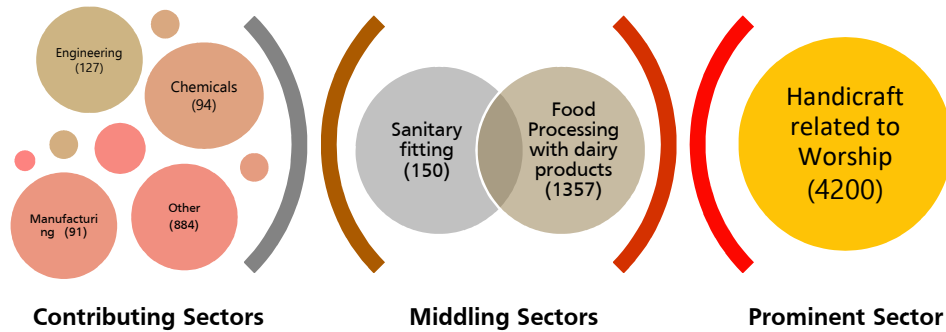 Engineering
(127)
Chemicals
(94)
Manufacturi
ng (91)
Other
(884)
Contributing Sectors
Sanitary
fitting
(150)
Food
Processing
with dairy
products
(1357)
Middling Sectors
Handicraft
related to
Worship
(4200)
Prominent Sector